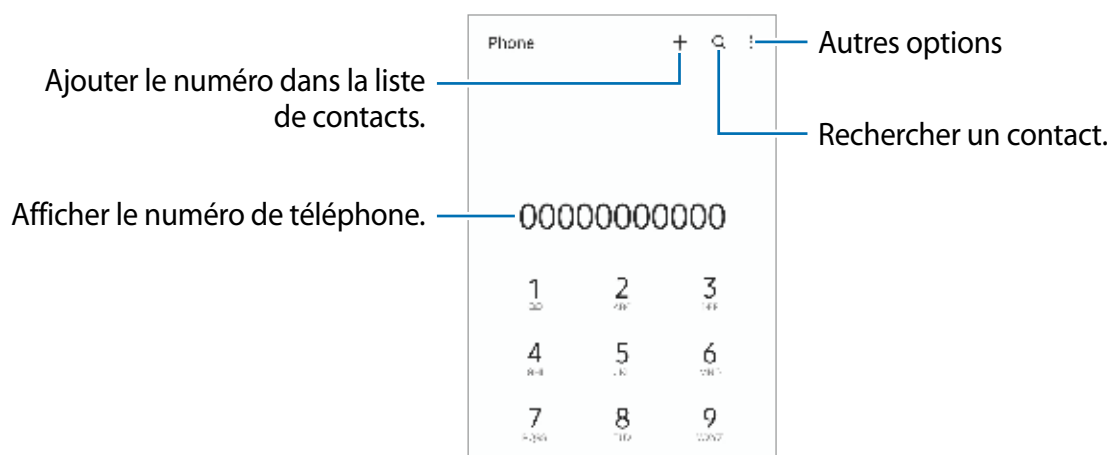 Phone
Autres options
Ajouter le numéro dans la liste
de contacts.
Rechercher un contact.
Afficher le numéro de téléphone.
00000000000
1 2 3
4 5 6
7 8 9